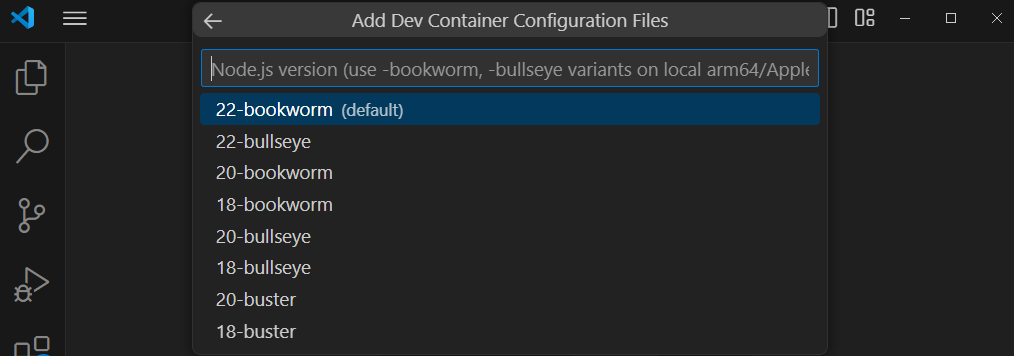 Add Dev Container Configuration Files
Node.js version (use -bookworm, -bullseye variants on local arm64/Apple
22-bookworm (default)
22-bullseye
20-bookworm
18-bookworm
20-bullseye
18-bullseye
20-buster
18-buster